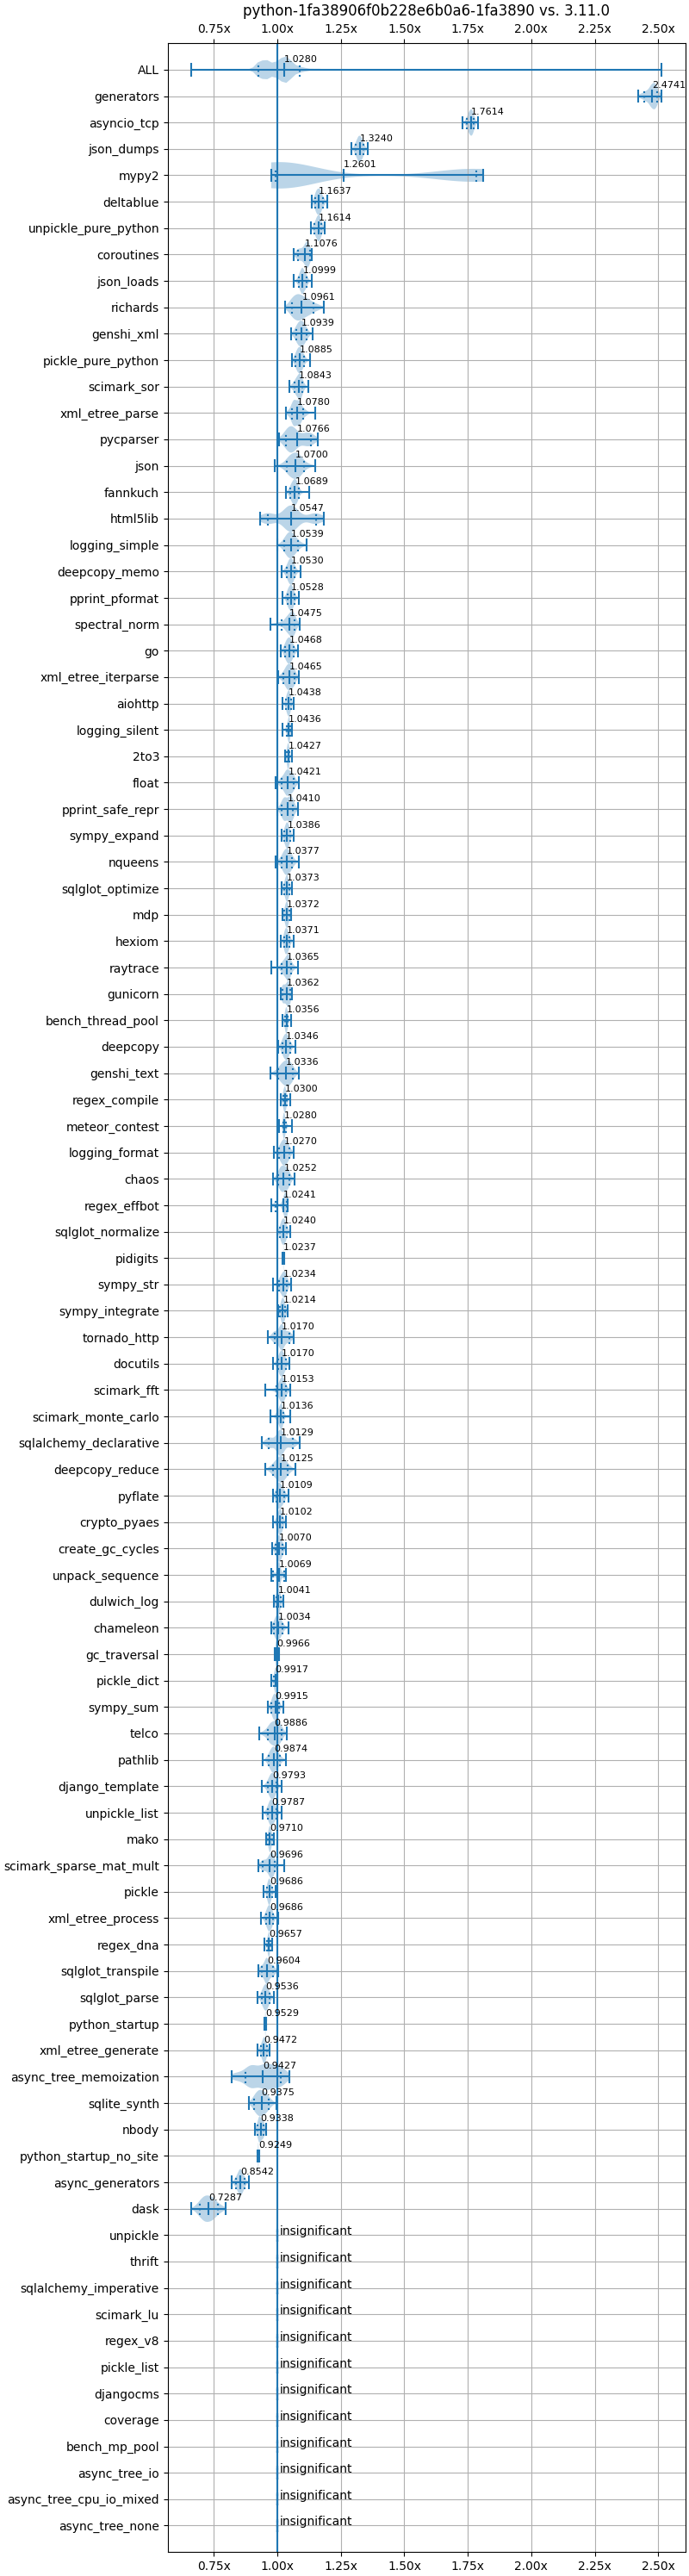 python-1fa38906f0b228e6b0a6-1fa3890 vs. 3.11.0
0.75x 1.00x 1.25x 1.50x 1.75x 2.00x 2.25x 2.50x
ALL 1.0280
generators 2.4741
asyncio_tcp 1.7614
json_dumps 1.3240
mypy2 1.2601
deltablue 1.1637
unpickle_pure_python 1.1614
coroutines 1.1076
json_loads 1.0999
richards 1.0961
genshi_xml 1.0939
pickle_pure_python 1.0885
scimark_sor 1.0843
xml_etree_parse 1.0780
pycparser 1.0766
json 1.0700
fannkuch 1.0689
html5lib 1.0547
logging_simple 1.0539
deepcopy_memo 1.0530
pprint_pformat 1.0528
spectral_norm 1.0475
go 1.0468
xml_etree_iterparse 1.0465
aiohttp 1.0438
logging_silent 1.0436
2to3 1.0427
float 1.0421
pprint_safe_repr 1.0410
sympy_expand 1.0386
nqueens 1.0377
sqlglot_optimize 1.0373
mdp 1.0372
hexiom 1.0371
raytrace 1.0365
gunicorn 1.0362
bench_thread_pool 1.0356
deepcopy 1.0346
genshi_text 1.0336
regex_compile 1.0300
meteor_contest 1.0280
logging_format 1.0270
chaos 1.0252
regex_effbot 1.0241
sqlglot_normalize 1.0240
pidigits 1.0237
sympy_str 1.0234
sympy_integrate 1.0214
tornado_http 1.0170
docutils 1.0170
scimark_fft 1.0153
scimark_monte_carlo 1.0136
sqlalchemy_declarative 1.0129
deepcopy_reduce 1.0125
pyflate 1.0109
crypto_pyaes 1.0102
create_gc_cycles 1.0070
unpack_sequence 1.0069
dulwich_log 1.0041
chameleon 1.0034
gc_traversal 0.9966
pickle_dict 0.9917
sympy_sum 0.9915
telco 0.9886
pathlib 0.9874
django_template 0.9793
unpickle_list 0.9787
mako 0.9710
scimark_sparse_mat_mult 0.9696
pickle 0.9686
xml_etree_process 0.9686
regex_dna 0.9657
sqlglot_transpile 0.9604
sqlglot_parse 0.9536
python_startup 0.9529
xml_etree_generate 0.9472
async_tree_memoization 0.9427
sqlite_synth 0.9375
nbody 0.9338
python_startup_no_site 0.9249
async_generators 0.8542
dask 0.7287
unpickle insignificant
thrift insignificant
sqlalchemy_imperative insignificant
scimark_lu insignificant
regex_v8 insignificant
pickle_list insignificant
djangocms insignificant
coverage insignificant
bench_mp_pool insignificant
async_tree_io insignificant
async_tree_cpu_io_mixed insignificant
async_tree_none insignificant
0.75x 1.00x 1.25x 1.50x 1.75x 2.00x 2.25x 2.50x